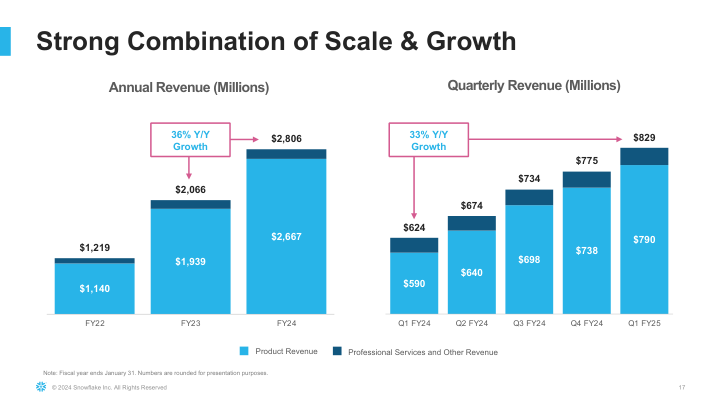 Strong Combination of Scale & Growth
Annual Revenue (Millions)
36% Y/Y
Growth
$2,806
$2,066
$1,219
$2,667
$1,939
$1,140
FY22
FY23
FY24
Quarterly Revenue (Millions)
33% Y/Y
Growth
$829
$775
$734
$674
$624
$790
$738
$698
$640
$590
Q1 FY24
Q2 FY24
Q3 FY24
Q4 FY24
Q1 FY25
Product Revenue
Professional Services and Other Revenue
Note: Fiscal year ends January 31. Numbers are rounded for presentation purposes.
© 2024 Snowflake Inc. All Rights Reserved
17